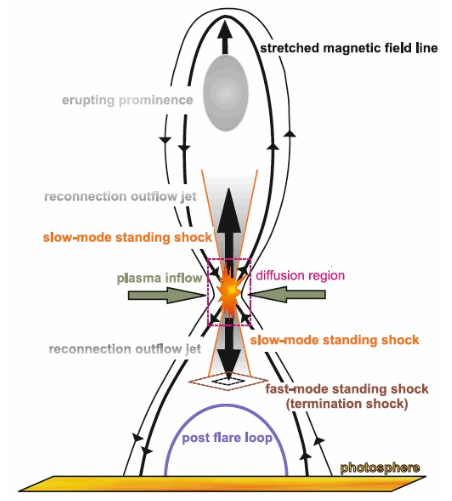 stretched magnetic field line
erupting prominence
reconnection outflow jet
slow-mode standing shock
plasma inflow
diffusion region
slow-mode standing shock
reconnection outflow jet
fast-mode standing shock
(termination shock)
post flare loop
photosphere